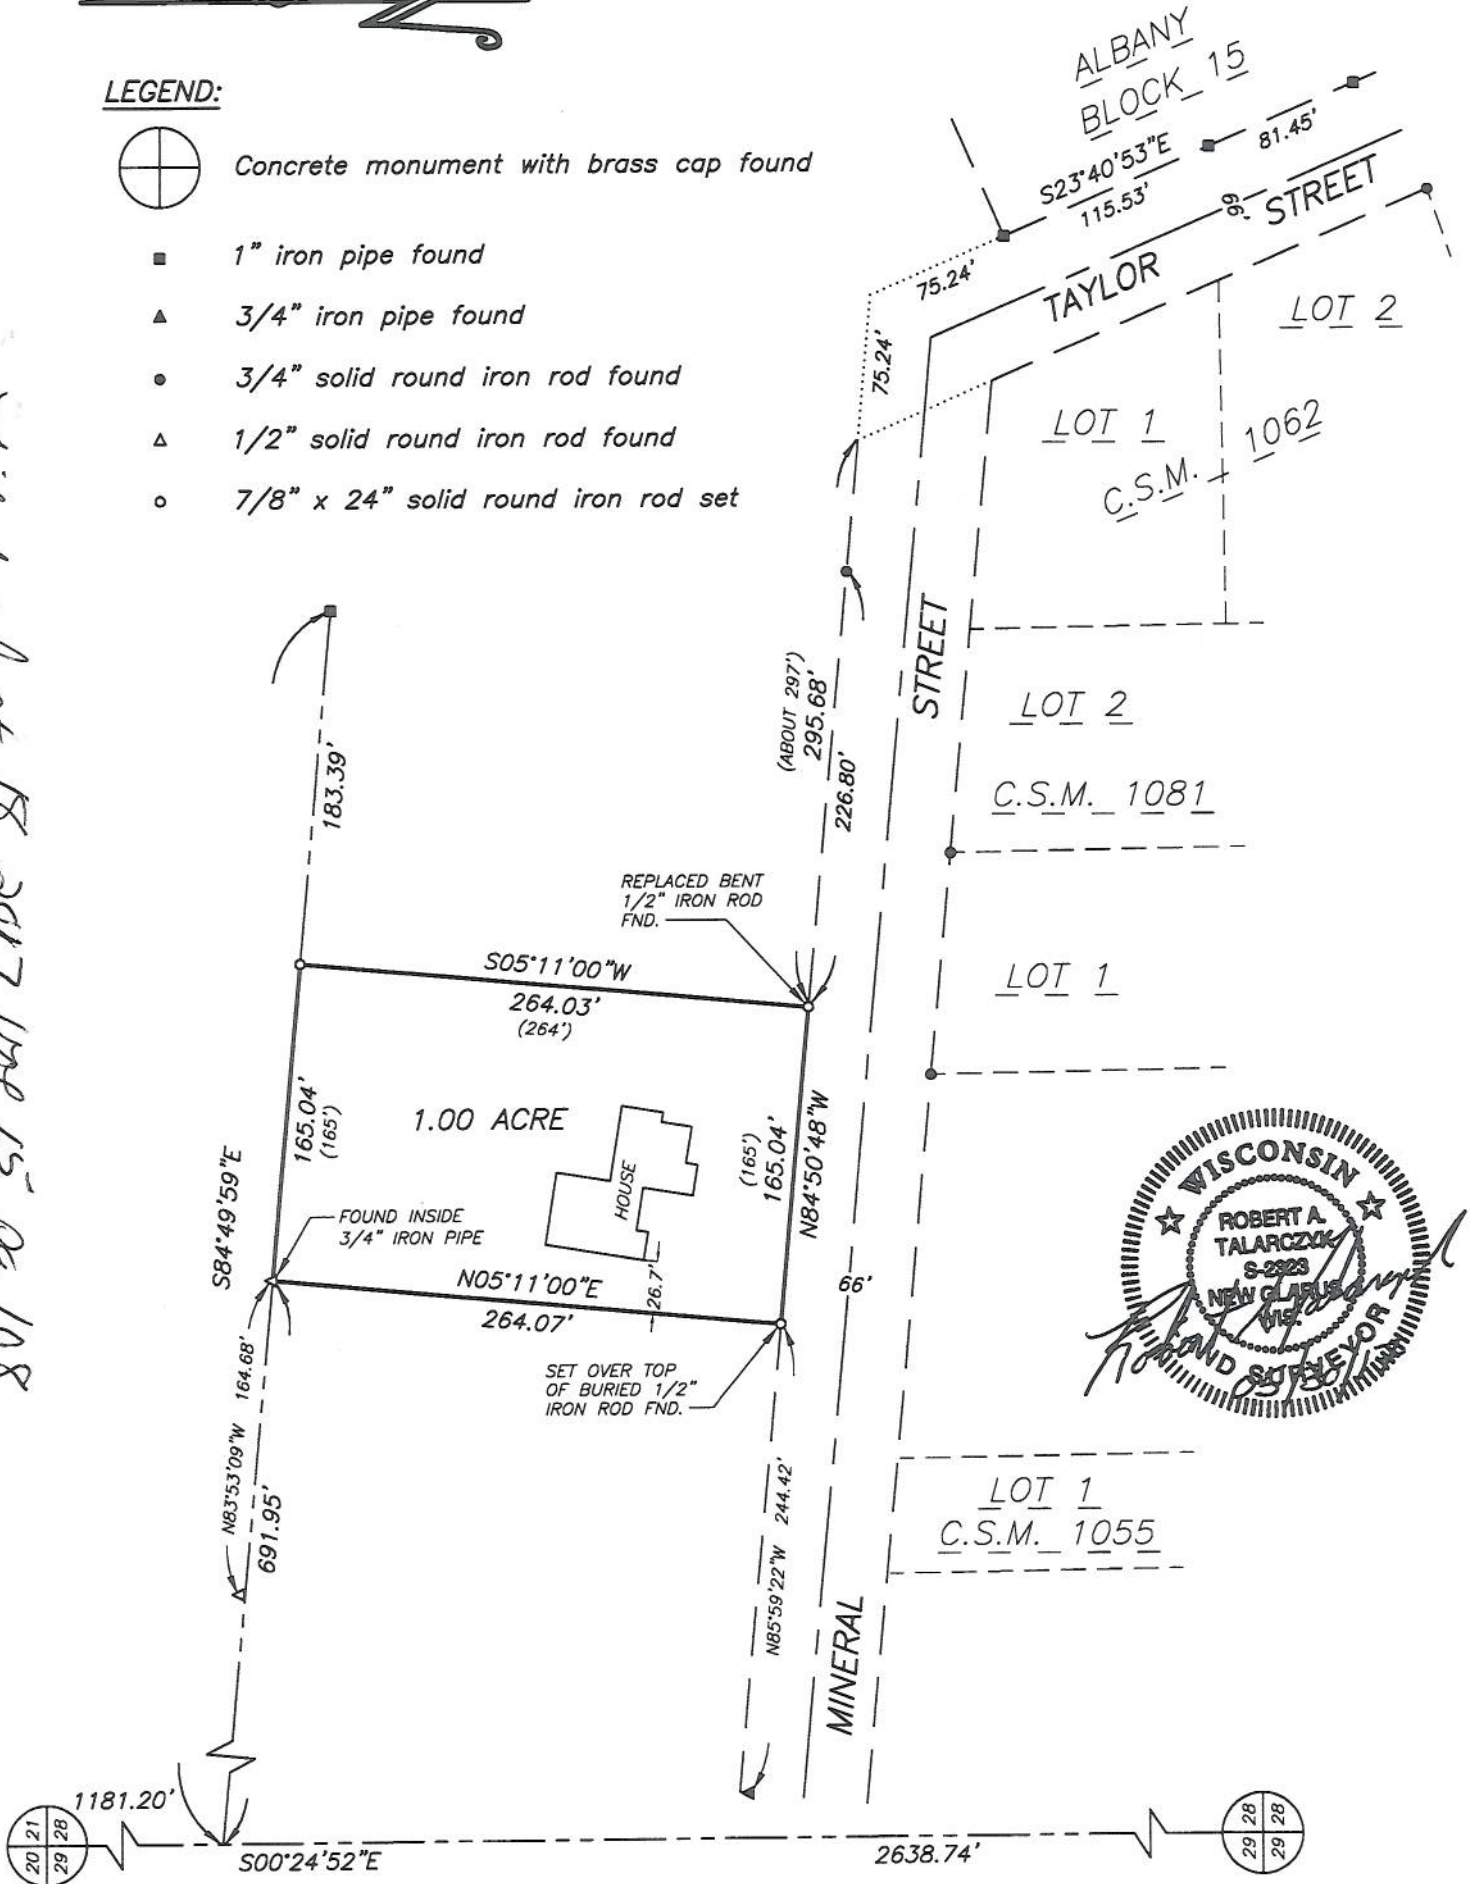 LEGEND:
Concrete monument with brass cap found
1" iron pipe found
3/4" iron pipe found
3/4" solid round iron rod found
1/2" solid round iron rod found
7/8" x 24" solid round iron rod set
ALBANY
BLOCK 15
S23°40'53"E
115.53'
81.45'
66'
TAYLOR STREET
75.24'
75.24'
LOT 2
LOT 1
C.S.M. 1062
183.39'
(ABOUT 297')
295.68'
226.80'
STREET
LOT 2
C.S.M. 1081
LOT 1
REPLACED BENT
1/2" IRON ROD
FND.
S05°11'00"W
264.03'
(264')
165.04'
(165')
1.00 ACRE
HOUSE
(165')
165.04'
N84°50'48"W
S84°49'59"E
FOUND INSIDE
3/4" IRON PIPE
N05°11'00"E
264.07'
26.7'
66'
SET OVER TOP
OF BURIED 1/2"
IRON ROD FND.
N83°53'09"W 164.68'
691.95'
N85°59'22"W 244.42'
MINERAL
LOT 1
C.S.M. 1055
WISCONSIN
ROBERT A.
TALARCZYK
S-2323
NEW GLARUS
WIS.
LAND SURVEYOR
1181.20'
20 21
29 28
S00°24'52"E
2638.74'
29 28
29 28